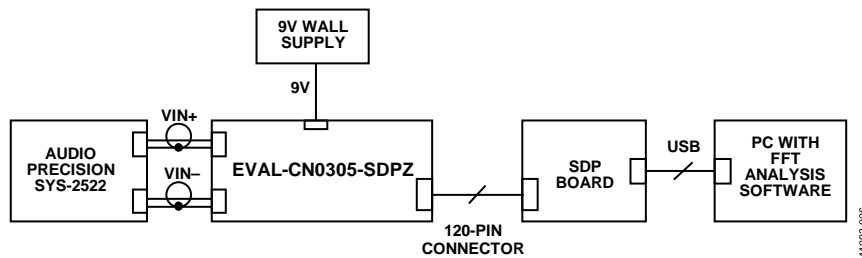 9V WALL
SUPPLY
9V
VIN+
AUDIO
PRECISION
SYS-2522
VIN–
EVAL-CN0305-SDPZ
120-PIN
CONNECTOR
SDP
BOARD
USB
PC WITH
FFT
ANALYSIS
SOFTWARE